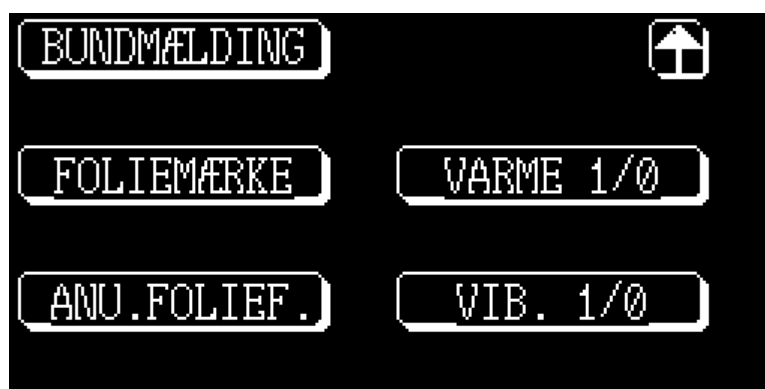 BUNDMÆLDING
FOLIEMÆRKE
VARME 1/0
ANU.FOLIEF.
VIB. 1/0